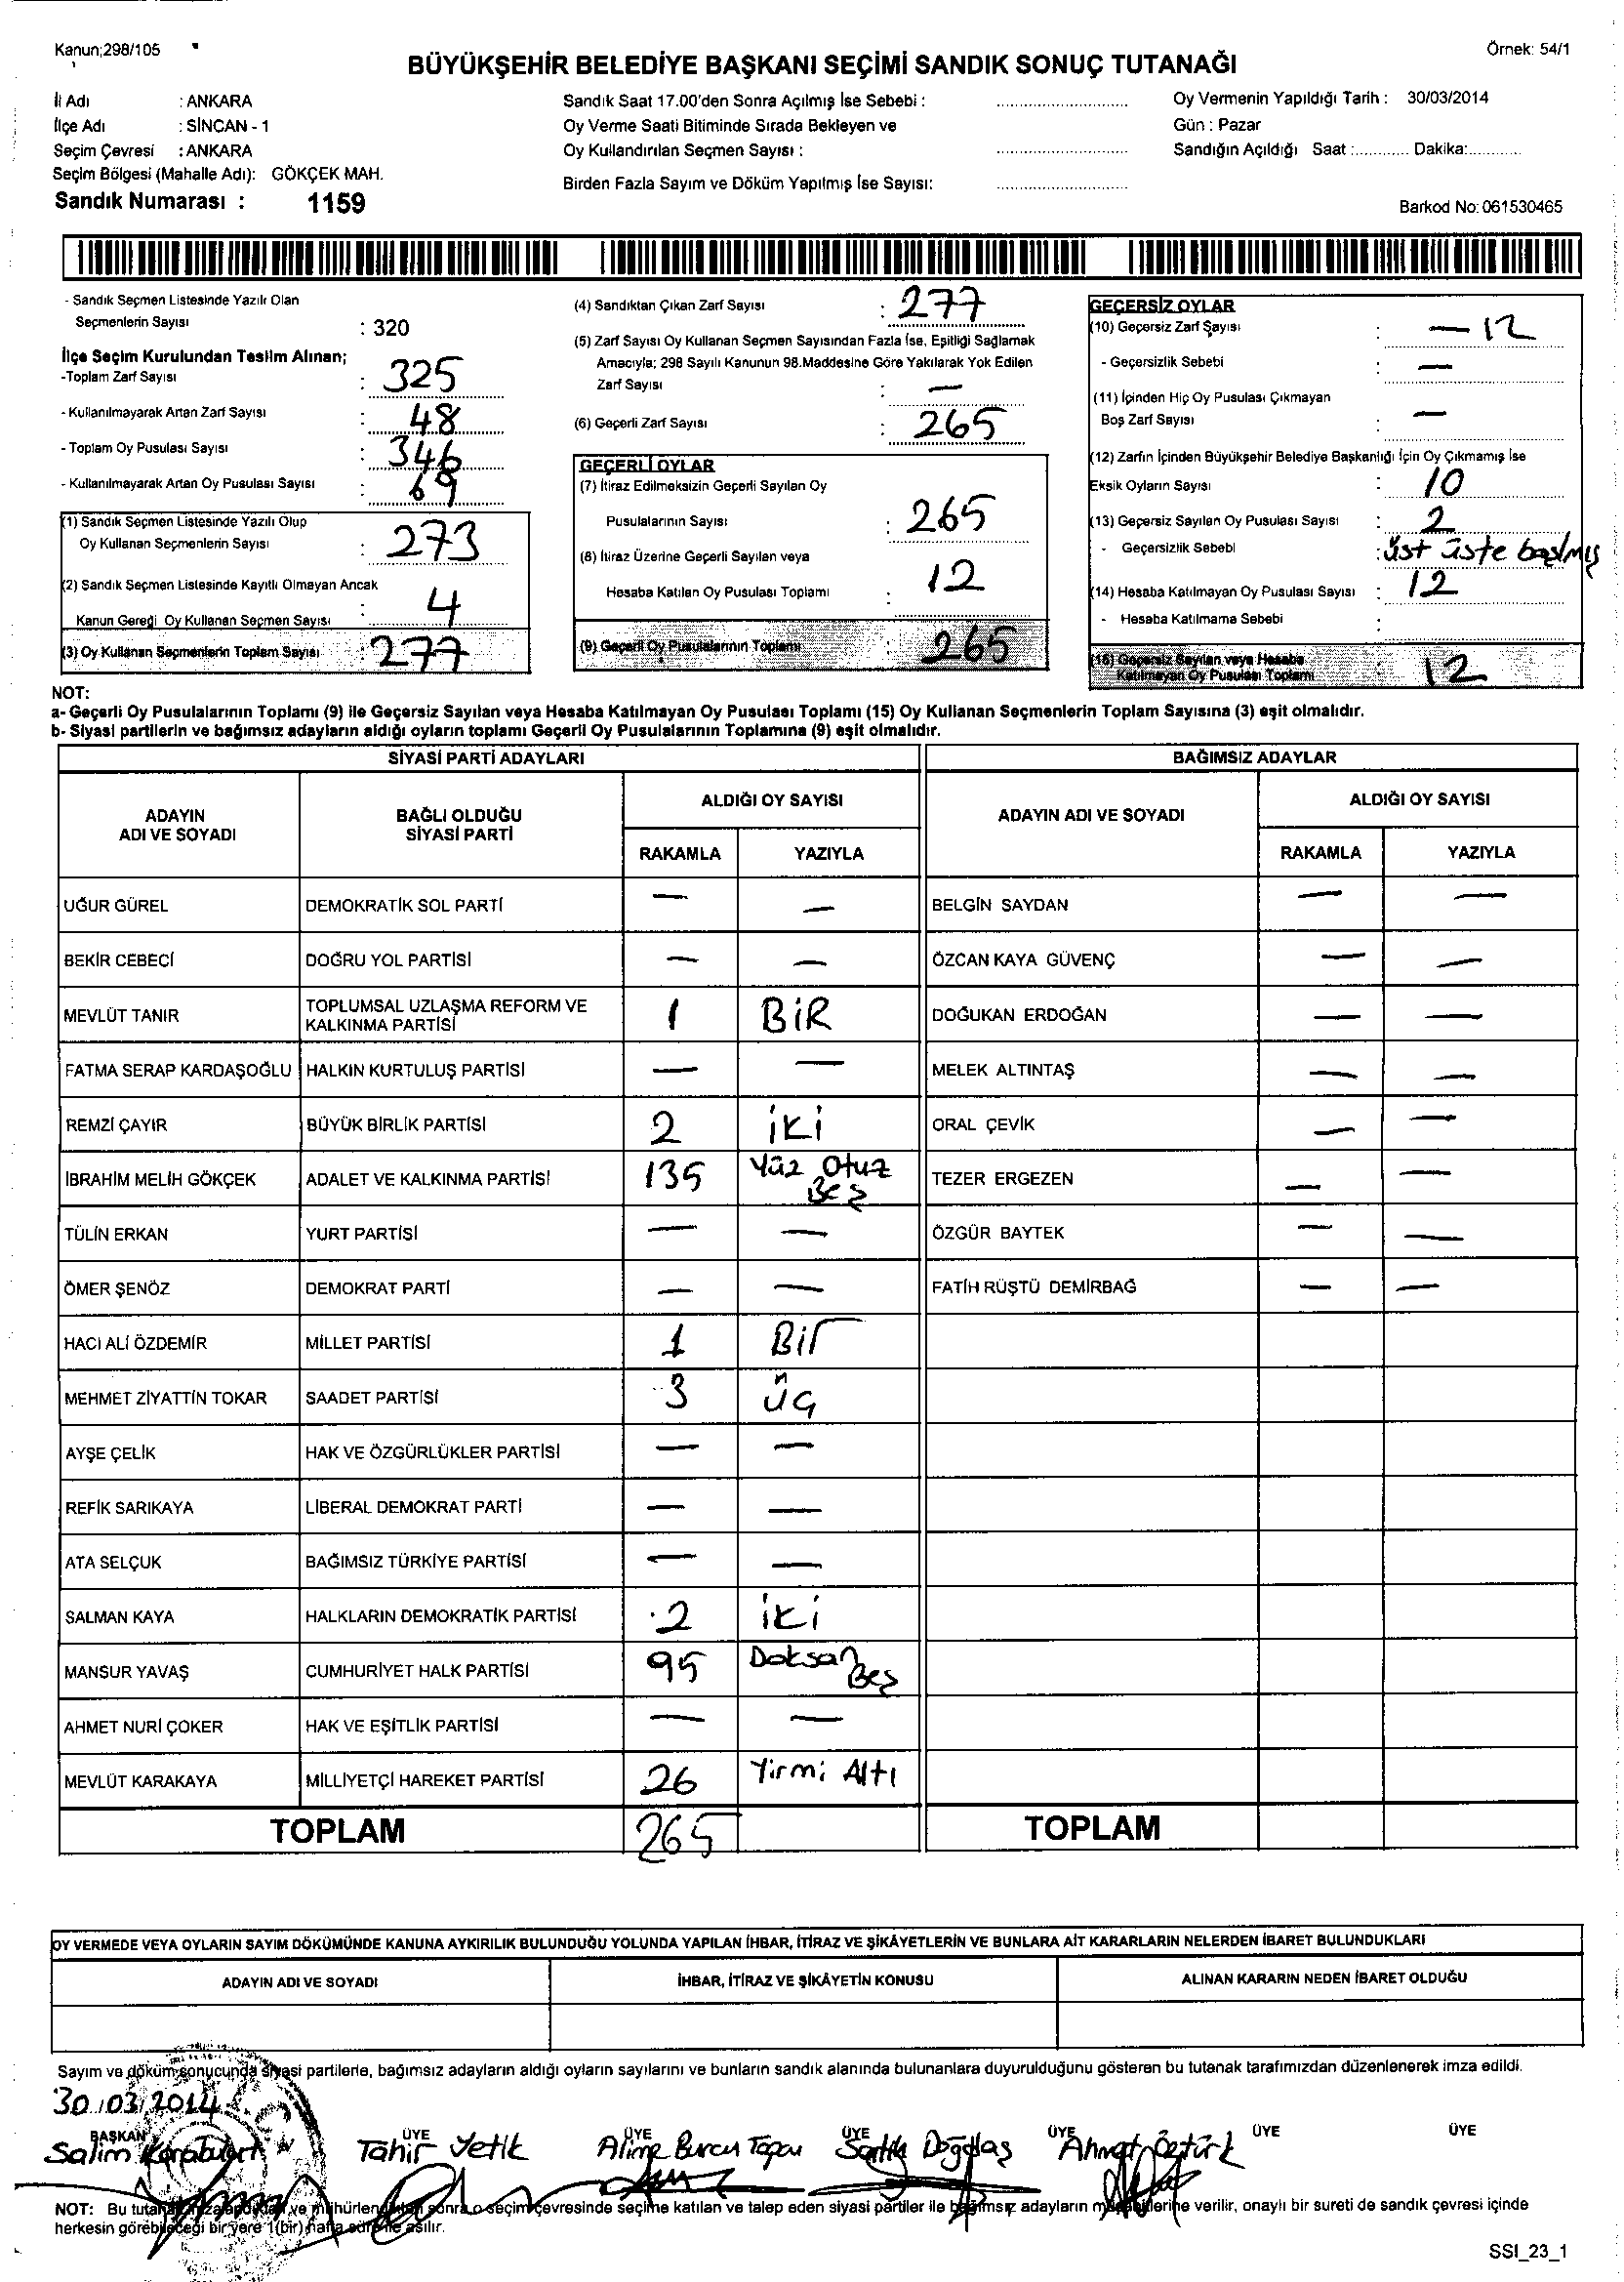 Kanun;298/105
Örnek: 54/1
BÜYÜKŞEHİR BELEDİYE BAŞKANI SEÇİMİ SANDIK SONUÇ TUTANAĞI
İl Adı : ANKARA
İlçe Adı : SİNCAN - 1
Seçim Çevresi : ANKARA
Seçim Bölgesi (Mahalle Adı): GÖKÇEK MAH.
Sandık Numarası : 1159
Sandık Saat 17.00'den Sonra Açılmış İse Sebebi :
Oy Verme Saati Bitiminde Sırada Bekleyen ve
Oy Kullandırılan Seçmen Sayısı :
Birden Fazla Sayım ve Döküm Yapılmış İse Sayısı:
Oy Vermenin Yapıldığı Tarih : 30/03/2014
Gün : Pazar
Sandığın Açıldığı Saat :............ Dakika:............
Barkod No: 061530465
- Sandık Seçmen Listesinde Yazılı Olan
Seçmenlerin Sayısı : 320
İlçe Seçim Kurulundan Teslim Alınan;
-Toplam Zarf Sayısı : 325
- Kullanılmayarak Artan Zarf Sayısı : 48
- Toplam Oy Pusulası Sayısı : 346
- Kullanılmayarak Artan Oy Pusulası Sayısı : 69
(1) Sandık Seçmen Listesinde Yazılı Olup
Oy Kullanan Seçmenlerin Sayısı : 273
(2) Sandık Seçmen Listesinde Kayıtlı Olmayan Ancak
Kanun Gereği Oy Kullanan Seçmen Sayısı : 4
(3) Oy Kullanan Seçmenlerin Toplam Sayısı : 277
(4) Sandıktan Çıkan Zarf Sayısı : 277
(5) Zarf Sayısı Oy Kullanan Seçmen Sayısından Fazla İse, Eşitliği Sağlamak
Amacıyla; 298 Sayılı Kanunun 98.Maddesine Göre Yakılarak Yok Edilen
Zarf Sayısı : —
(6) Geçerli Zarf Sayısı : 265
GEÇERLİ OYLAR
(7) İtiraz Edilmeksizin Geçerli Sayılan Oy
Pusulalarının Sayısı : 265
(8) İtiraz Üzerine Geçerli Sayılan veya
Hesaba Katılan Oy Pusulası Toplamı : 12
(9) Geçerli Oy Pusulalarının Toplamı : 265
GEÇERSİZ OYLAR
(10) Geçersiz Zarf Sayısı : — 12
- Geçersizlik Sebebi : —
(11) İçinden Hiç Oy Pusulası Çıkmayan
Boş Zarf Sayısı : —
(12) Zarfın İçinden Büyükşehir Belediye Başkanlığı İçin Oy Çıkmamış İse
Eksik Oyların Sayısı : 10
(13) Geçersiz Sayılan Oy Pusulası Sayısı : 2
- Geçersizlik Sebebi : üst üste basılmış
(14) Hesaba Katılmayan Oy Pusulası Sayısı : 12
- Hesaba Katılmama Sebebi :
(15) Geçersiz Sayılan veya Hesaba
Katılmayan Oy Pusulası Toplamı : 12
NOT:
a- Geçerli Oy Pusulalarının Toplamı (9) ile Geçersiz Sayılan veya Hesaba Katılmayan Oy Pusulası Toplamı (15) Oy Kullanan Seçmenlerin Toplam Sayısına (3) eşit olmalıdır.
b- Siyasi partilerin ve bağımsız adayların aldığı oyların toplamı Geçerli Oy Pusulalarının Toplamına (9) eşit olmalıdır.
SİYASİ PARTİ ADAYLARI BAĞIMSIZ ADAYLAR
ADAYIN ADI VE SOYADI
BAĞLI OLDUĞU SİYASİ PARTİ
ALDIĞI OY SAYISI
RAKAMLA YAZIYLA
ADAYIN ADI VE SOYADI
ALDIĞI OY SAYISI
RAKAMLA YAZIYLA
UĞUR GÜREL DEMOKRATİK SOL PARTİ — — BELGİN SAYDAN — —
BEKİR CEBECİ DOĞRU YOL PARTİSİ — — ÖZCAN KAYA GÜVENÇ — —
MEVLÜT TANIR TOPLUMSAL UZLAŞMA REFORM VE KALKINMA PARTİSİ 1 BİR DOĞUKAN ERDOĞAN — —
FATMA SERAP KARDAŞOĞLU HALKIN KURTULUŞ PARTİSİ — — MELEK ALTINTAŞ — —
REMZİ ÇAYIR BÜYÜK BİRLİK PARTİSİ 2 iki ORAL ÇEVİK — —
İBRAHİM MELİH GÖKÇEK ADALET VE KALKINMA PARTİSİ 135 Yüz Otuz Beş TEZER ERGEZEN — —
TÜLİN ERKAN YURT PARTİSİ — — ÖZGÜR BAYTEK — —
ÖMER ŞENÖZ DEMOKRAT PARTİ — — FATİH RÜŞTÜ DEMİRBAĞ — —
HACI ALİ ÖZDEMİR MİLLET PARTİSİ 1 Bir
MEHMET ZİYATTİN TOKAR SAADET PARTİSİ 3 üç
AYŞE ÇELİK HAK VE ÖZGÜRLÜKLER PARTİSİ — —
REFİK SARIKAYA LİBERAL DEMOKRAT PARTİ — —
ATA SELÇUK BAĞIMSIZ TÜRKİYE PARTİSİ — —
SALMAN KAYA HALKLARIN DEMOKRATİK PARTİSİ 2 iki
MANSUR YAVAŞ CUMHURİYET HALK PARTİSİ 95 Doksan Beş
AHMET NURİ ÇOKER HAK VE EŞİTLİK PARTİSİ — —
MEVLÜT KARAKAYA MİLLİYETÇİ HAREKET PARTİSİ 26 Yirmi Altı
TOPLAM 265 TOPLAM
OY VERMEDE VEYA OYLARIN SAYIM DÖKÜMÜNDE KANUNA AYKIRILIK BULUNDUĞU YOLUNDA YAPILAN İHBAR, İTİRAZ VE ŞİKÂYETLERİN VE BUNLARA AİT KARARLARIN NELERDEN İBARET BULUNDUKLARI
ADAYIN ADI VE SOYADI İHBAR, İTİRAZ VE ŞİKÂYETİN KONUSU ALINAN KARARIN NEDEN İBARET OLDUĞU
Sayım ve döküm sonucunda siyasi partilerle, bağımsız adayların aldığı oyların sayılarını ve bunların sandık alanında bulunanlara duyurulduğunu gösteren bu tutanak tarafımızdan düzenlenerek imza edildi.
30/03/2014
BAŞKAN ÜYE ÜYE ÜYE ÜYE ÜYE ÜYE
Salim Karabulut Tahir Yetik Alime Burcu Topcu Sadık Doğdaş Ahmet Öztürk
NOT: Bu tutanak imzalandıktan ve mühürlendikten sonra o seçim çevresinde seçime katılan ve talep eden siyasi partiler ile bağımsız adayların müşahitlerine verilir, onaylı bir sureti de sandık çevresi içinde
herkesin görebileceği bir yere 1(bir) hafta süre ile asılır.
SSI_23_1